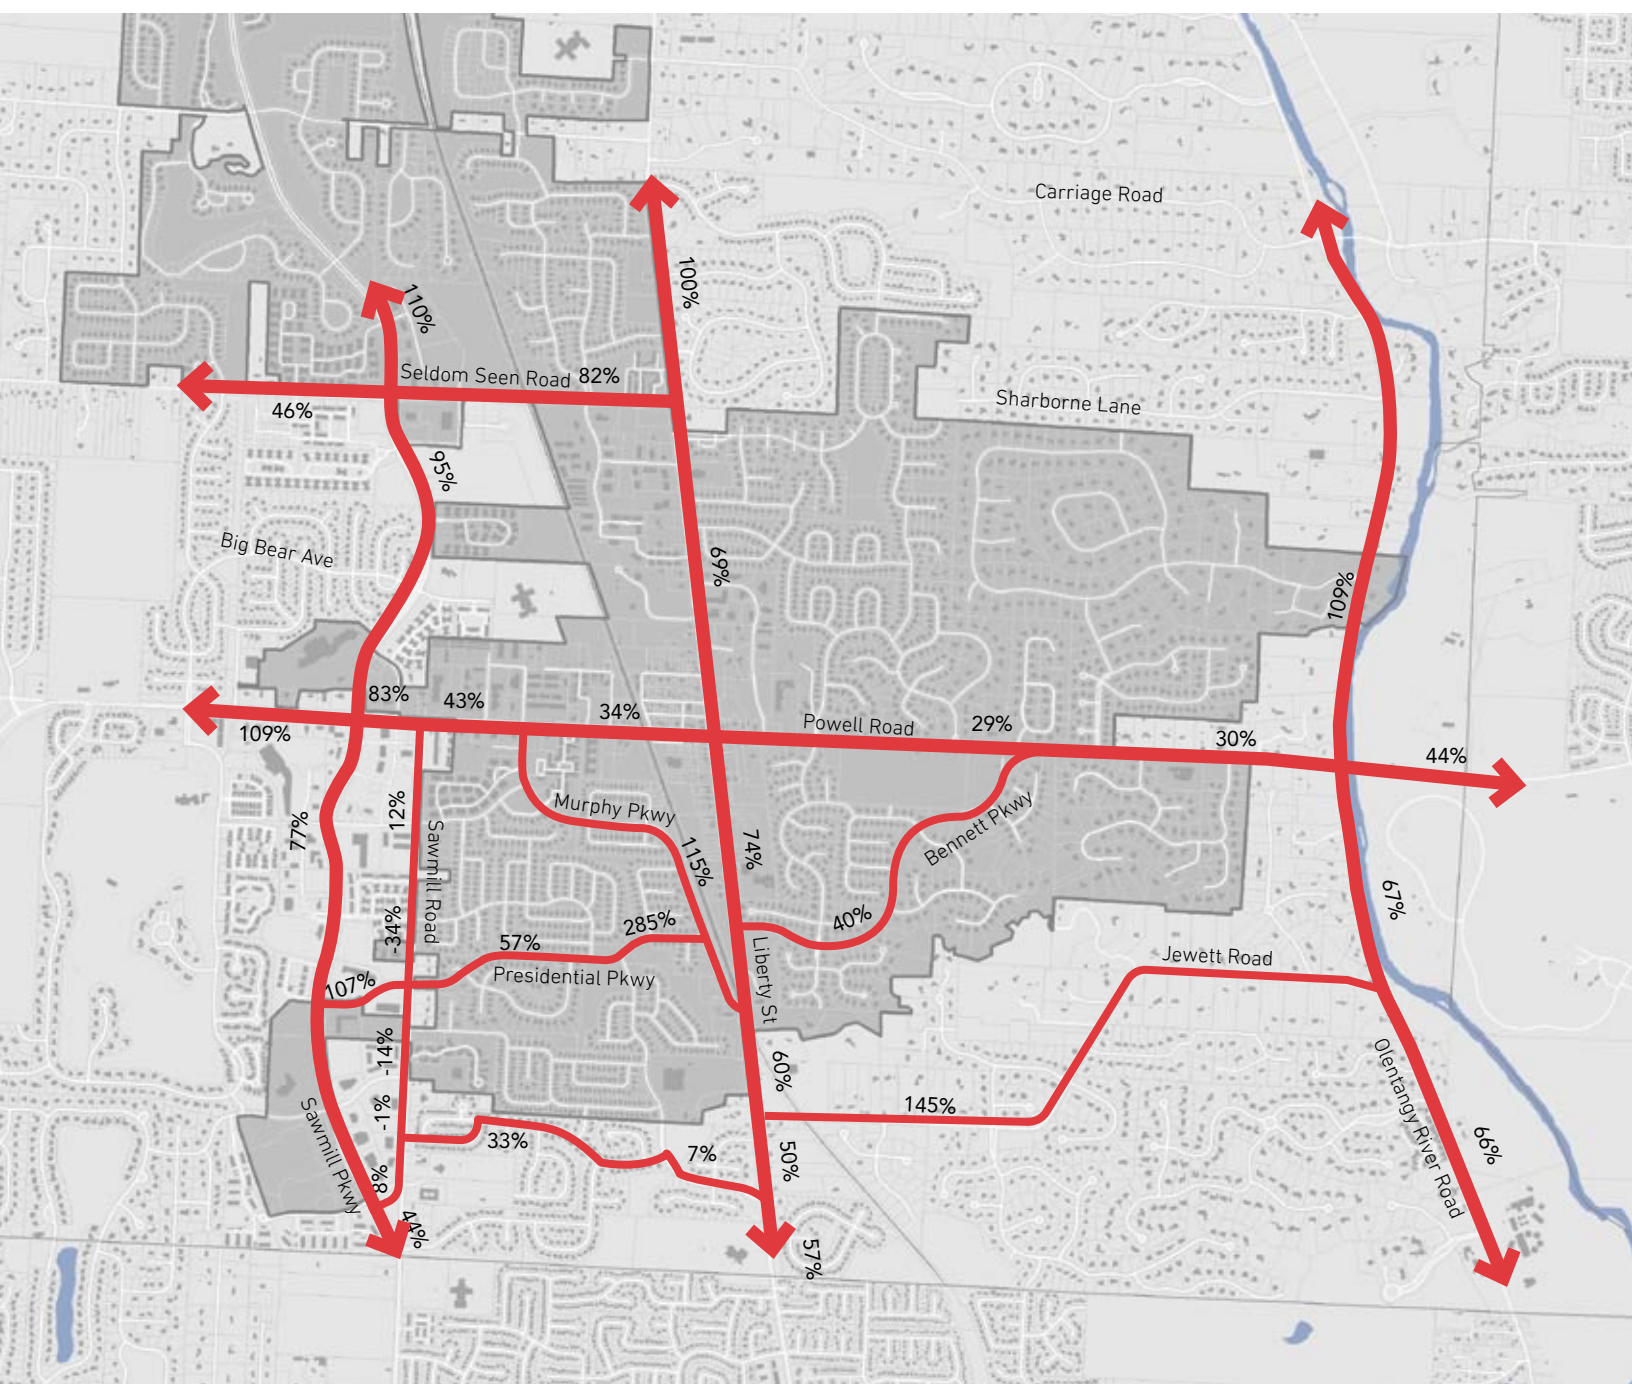 Carriage Road
100%
110%
Seldom Seen Road
82%
46%
Sharborne Lane
95%
Big Bear Ave
69%
109%
83%
43%
34%
Powell Road
29%
30%
44%
109%
77%
12%
Sawmill Road
Murphy Pkwy
115%
74%
Bennett Pkwy
67%
-34%
57%
285%
40%
Presidential Pkwy
107%
Liberty St
Jewett Road
-14%
60%
-1%
145%
Olentangy River Road
66%
Sawmill Pkwy
33%
7%
50%
8%
44%
57%